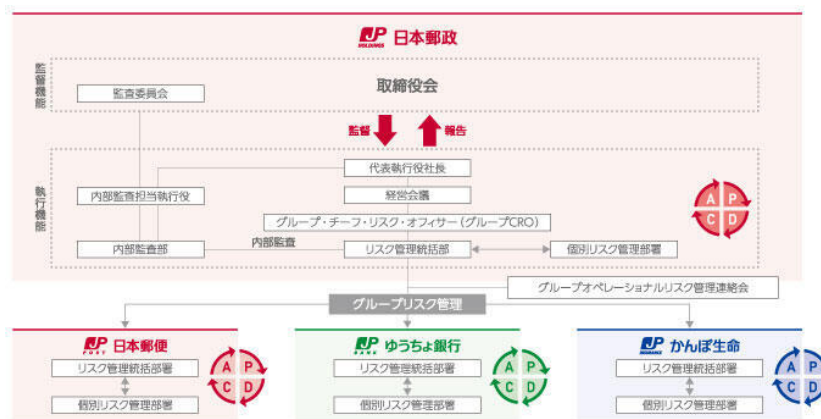 JP HOLDINGS 日本郵政
監督機能
取締役会
監査委員会
監督
報告
執行機能
代表執行役社長
内部監査担当執行役
経営会議
グループ・チーフ・リスク・オフィサー(グループCRO)
内部監査部
内部監査
リスク管理統括部
個別リスク管理部署
A P
C D
グループオペレーショナルリスク管理連絡会
グループリスク管理
JP POST 日本郵便
リスク管理統括部署
個別リスク管理部署
A P
C D
JP BANK ゆうちょ銀行
リスク管理統括部署
個別リスク管理部署
A P
C D
JP INSURANCE かんぽ生命
リスク管理統括部署
個別リスク管理部署
A P
C D